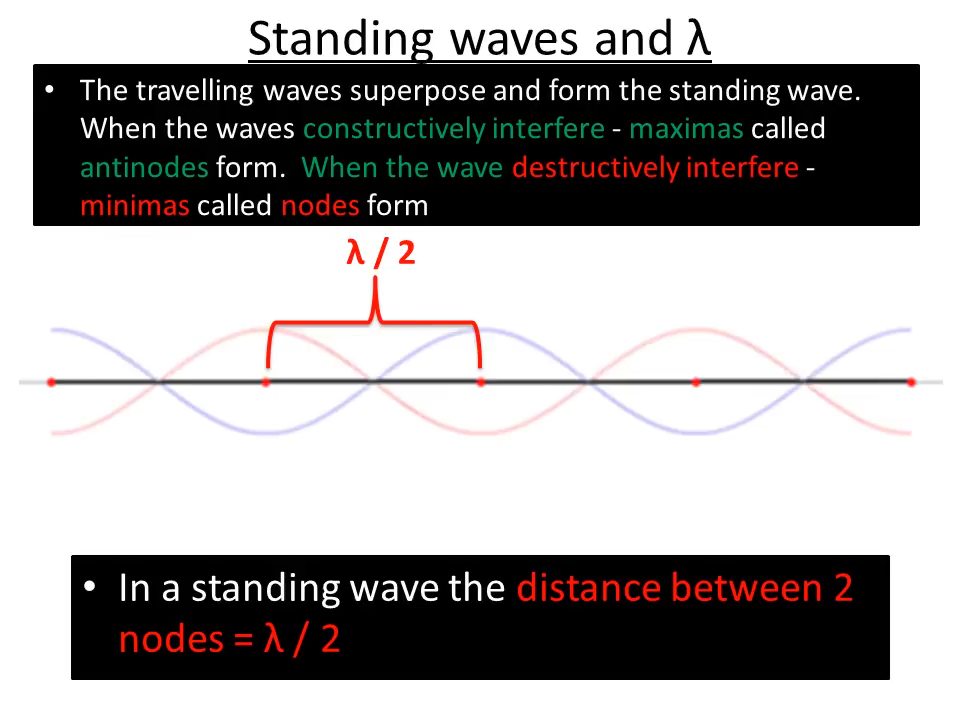 Standing waves and λ
• The travelling waves superpose and form the standing wave.
When the waves constructively interfere - maximas called
antinodes form. When the wave destructively interfere -
minimas called nodes form
λ / 2
• In a standing wave the distance between 2
nodes = λ / 2